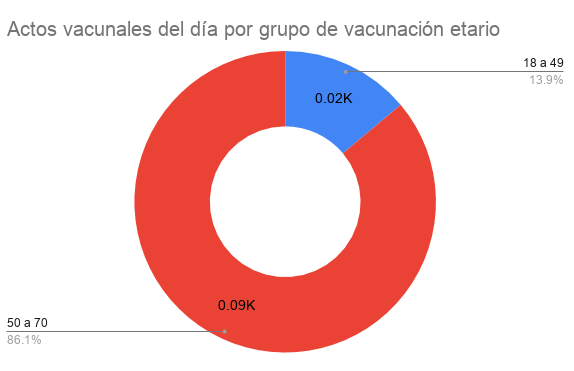 Actos vacunales del día por grupo de vacunación etario
18 a 49
13.9%
0.02K
0.09K
50 a 70
86.1%